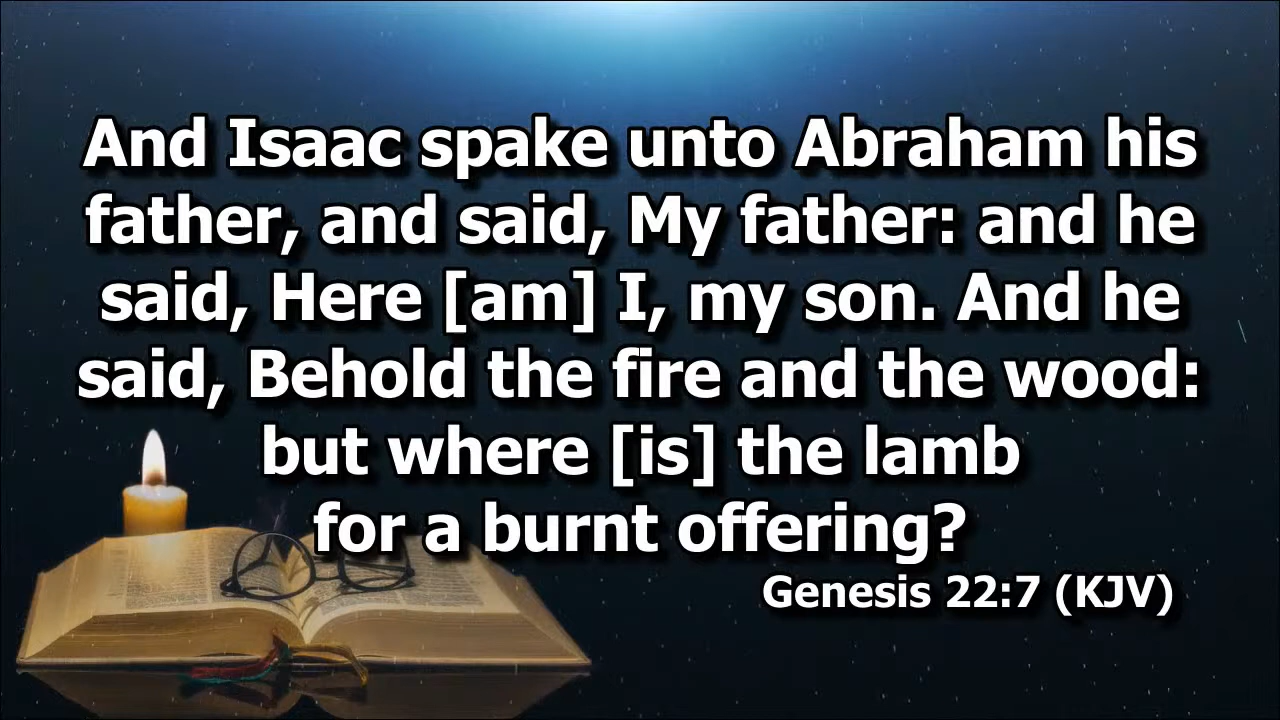 And Isaac spake unto Abraham his
father, and said, My father: and he
said, Here [am] I, my son. And he
said, Behold the fire and the wood:
but where [is] the lamb
for a burnt offering?
Genesis 22:7 (KJV)